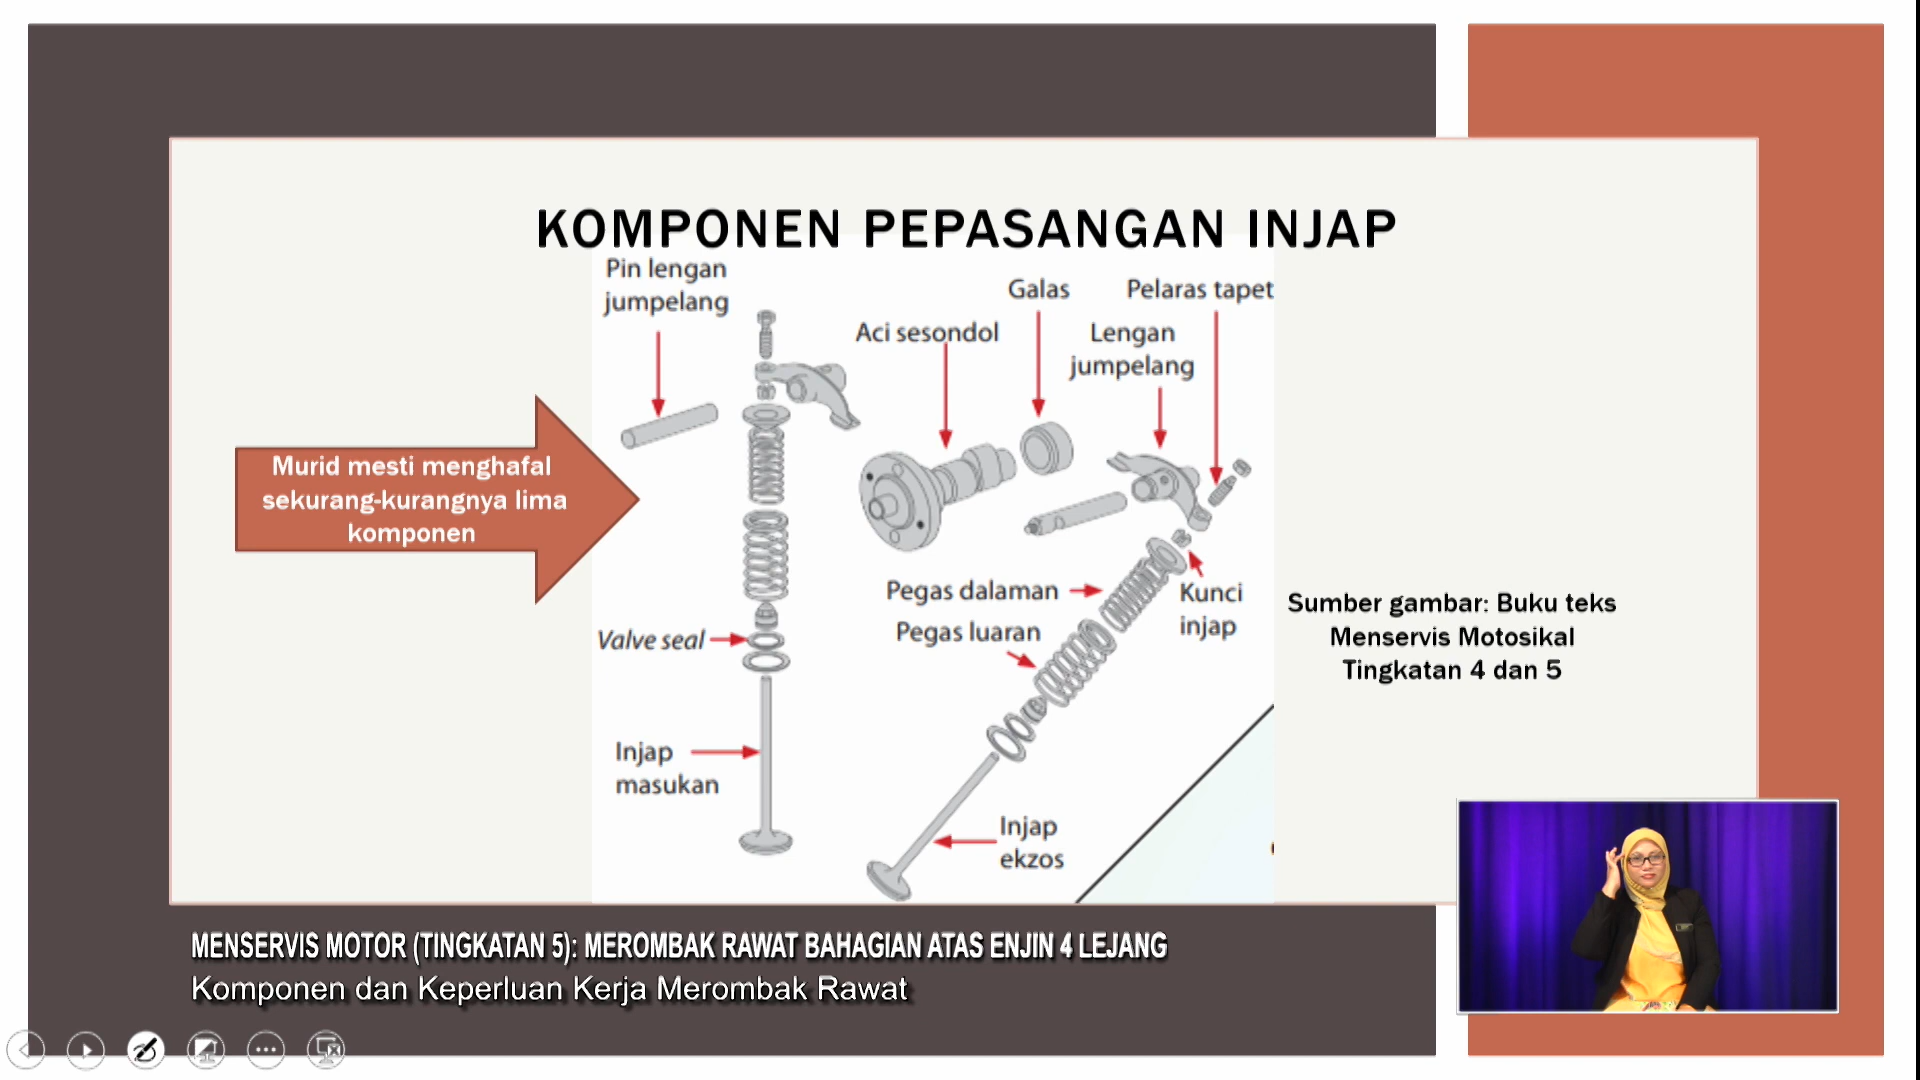 KOMPONEN PEPASANGAN INJAP
Pin lengan
jumpelang
Galas
Pelaras tapet
Aci sesondol
Lengan
jumpelang
Murid mesti menghafal
sekurang-kurangnya lima
komponen
Pegas dalaman
Kunci
injap
Pegas luaran
Valve seal
Sumber gambar: Buku teks
Menservis Motosikal
Tingkatan 4 dan 5
Injap
masukan
Injap
ekzos
MENSERVIS MOTOR (TINGKATAN 5): MEROMBAK RAWAT BAHAGIAN ATAS ENJIN 4 LEJANG
Komponen dan Keperluan Kerja Merombak Rawat